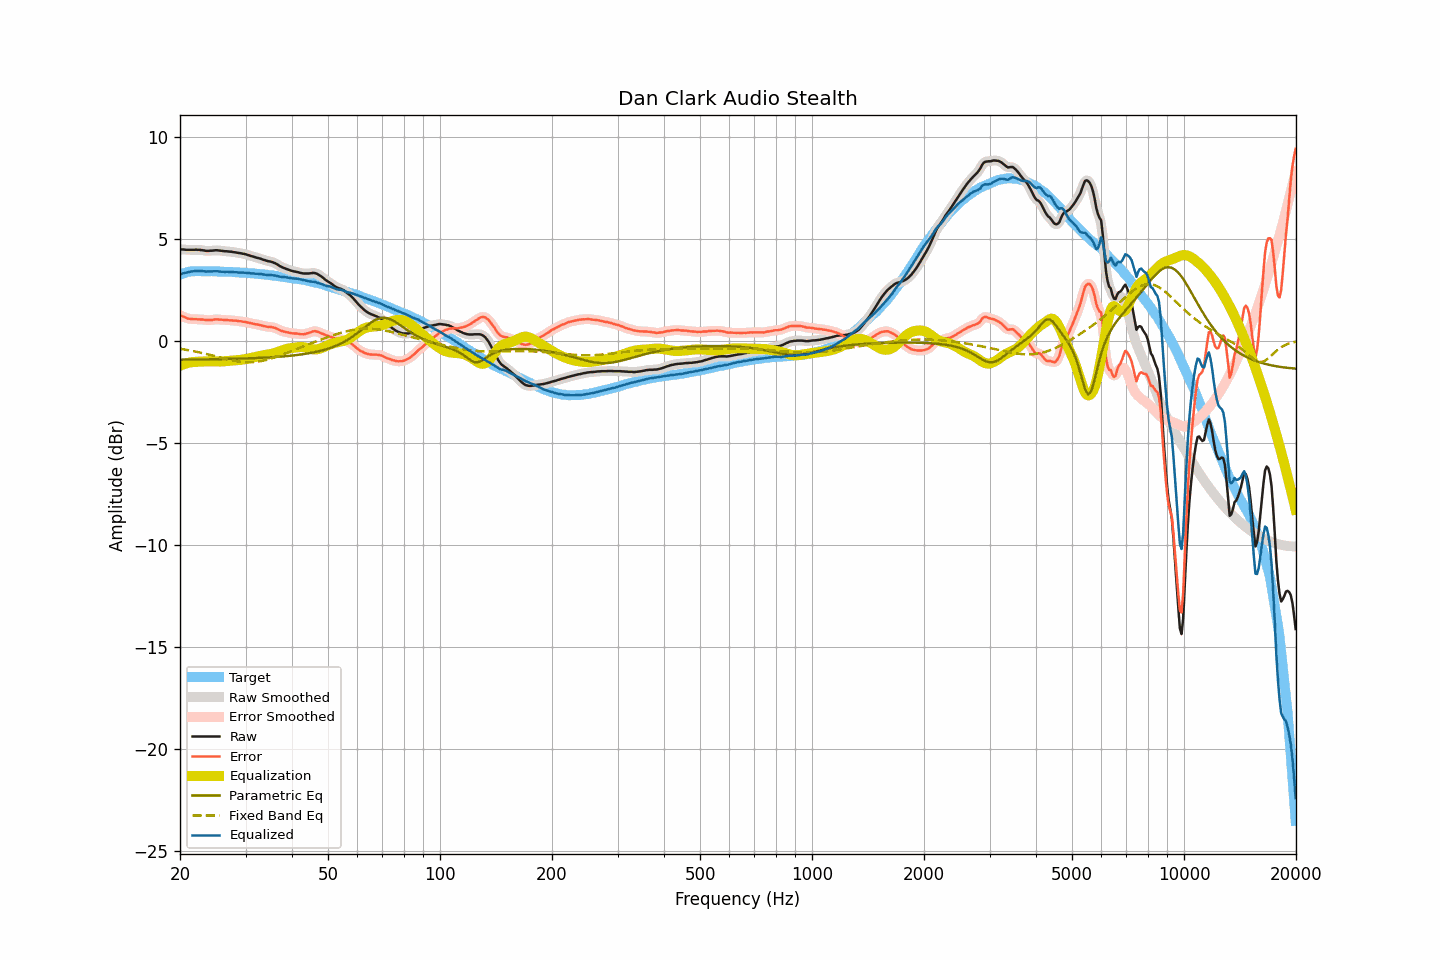 Dan Clark Audio Stealth
Amplitude (dBr)
10
5
0
−5
−10
−15
−20
−25
Target
Raw Smoothed
Error Smoothed
Raw
Error
Equalization
Parametric Eq
Fixed Band Eq
Equalized
20 50 100 200 500 1000 2000 5000 10000 20000
Frequency (Hz)